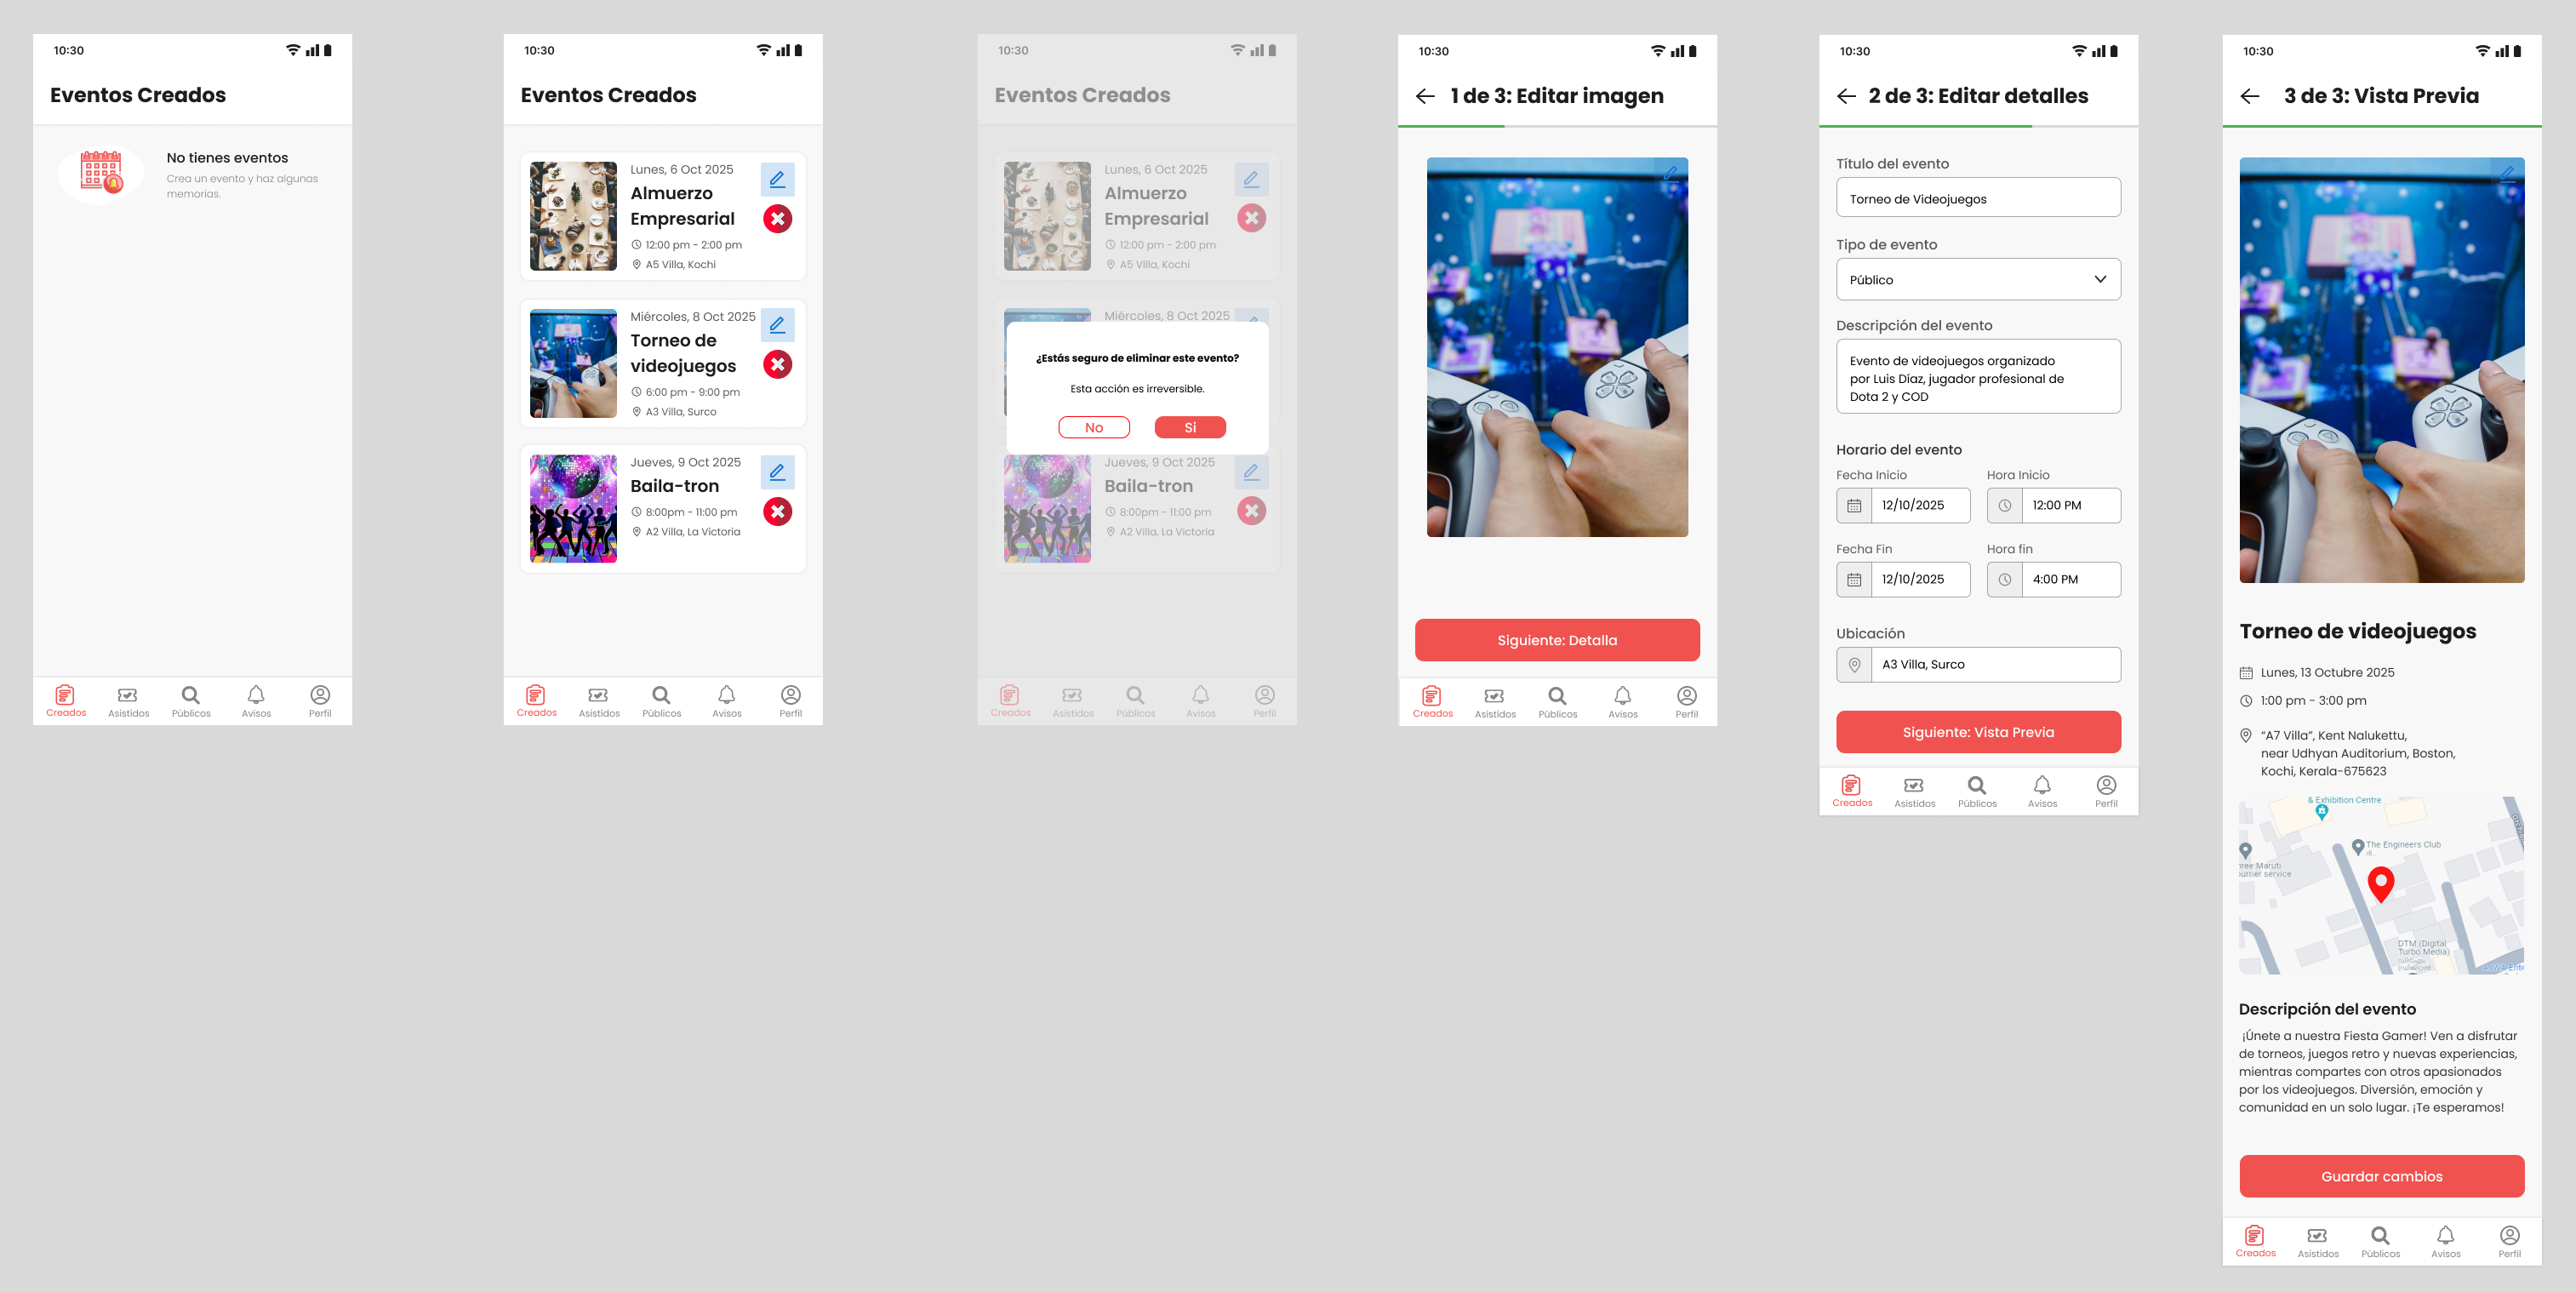 10:30
Eventos Creados
No tienes eventos
Crea un evento y haz algunas
memorias.
Creados
Asistidos
Públicos
Avisos
Perfil
10:30
Eventos Creados
Lunes, 6 Oct 2025
Almuerzo
Empresarial
12:00 pm - 2:00 pm
A5 Villa, Kochi
Miércoles, 8 Oct 2025
Torneo de
videojuegos
6:00 pm - 9:00 pm
A3 Villa, Surco
Jueves, 9 Oct 2025
Baila-tron
8:00pm - 11:00 pm
A2 Villa, La Victoria
Creados
Asistidos
Públicos
Avisos
Perfil
10:30
Eventos Creados
Lunes, 6 Oct 2025
Almuerzo
Empresarial
12:00 pm - 2:00 pm
A5 Villa, Kochi
Miércoles, 8 Oct 2025
¿Estás seguro de eliminar este evento?
Esta acción es irreversible.
No
Si
Jueves, 9 Oct 2025
Baila-tron
8:00pm - 11:00 pm
A2 Villa, La Victoria
Creados
Asistidos
Públicos
Avisos
Perfil
10:30
1 de 3: Editar imagen
Siguiente: Detalla
Creados
Asistidos
Públicos
Avisos
Perfil
10:30
2 de 3: Editar detalles
Título del evento
Torneo de Videojuegos
Tipo de evento
Público
Descripción del evento
Evento de videojuegos organizado
por Luis Díaz, jugador profesional de
Dota 2 y COD
Horario del evento
Fecha Inicio
Hora Inicio
12/10/2025
12:00 PM
Fecha Fin
Hora fin
12/10/2025
4:00 PM
Ubicación
A3 Villa, Surco
Siguiente: Vista Previa
Creados
Asistidos
Públicos
Avisos
Perfil
10:30
3 de 3: Vista Previa
Torneo de videojuegos
Lunes, 13 Octubre 2025
1:00 pm - 3:00 pm
“A7 Villa”, Kent Nalukettu,
near Udhyan Auditorium, Boston,
Kochi, Kerala-675623
& Exhibition Centre
The Engineers Club
ree Maruti
urrier service
DTM (Digital
Turbo Media)
Descripción del evento
¡Únete a nuestra Fiesta Gamer! Ven a disfrutar
de torneos, juegos retro y nuevas experiencias,
mientras compartes con otros apasionados
por los videojuegos. Diversión, emoción y
comunidad en un solo lugar. ¡Te esperamos!
Guardar cambios
Creados
Asistidos
Públicos
Avisos
Perfil